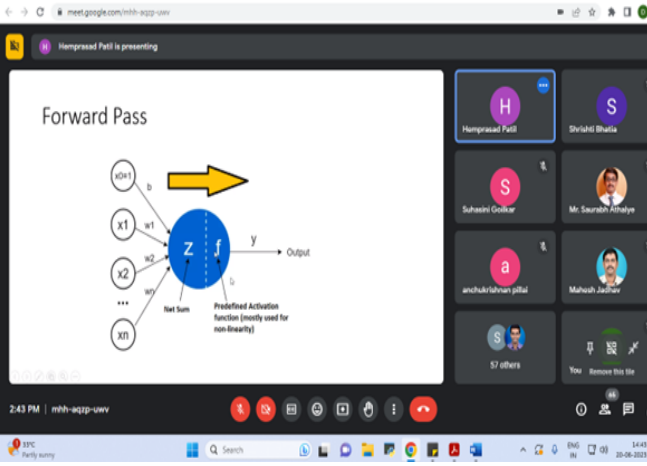 meet.google.com/mhh-aqzp-uwv
H
Hemprasad Patil is presenting
Forward Pass
x0=1
b
x1
w1
x2
w2
...
wn
xn
Z
f
y
Output
Net Sum
Predefined Activation
function (mostly used for
non-linearity)
H
Hemprasad Patil
S
Shrishti Bhatia
S
Suhasini Goilkar
Mr. Saurabh Athalye
a
anchukrishnan pillai
Mahesh Jadhav
S
57 others
You
Remove this tile
2:43 PM | mhh-aqzp-uwv
66
33°C
Partly sunny
Search
ENG
IN
14:43
20-06-2023